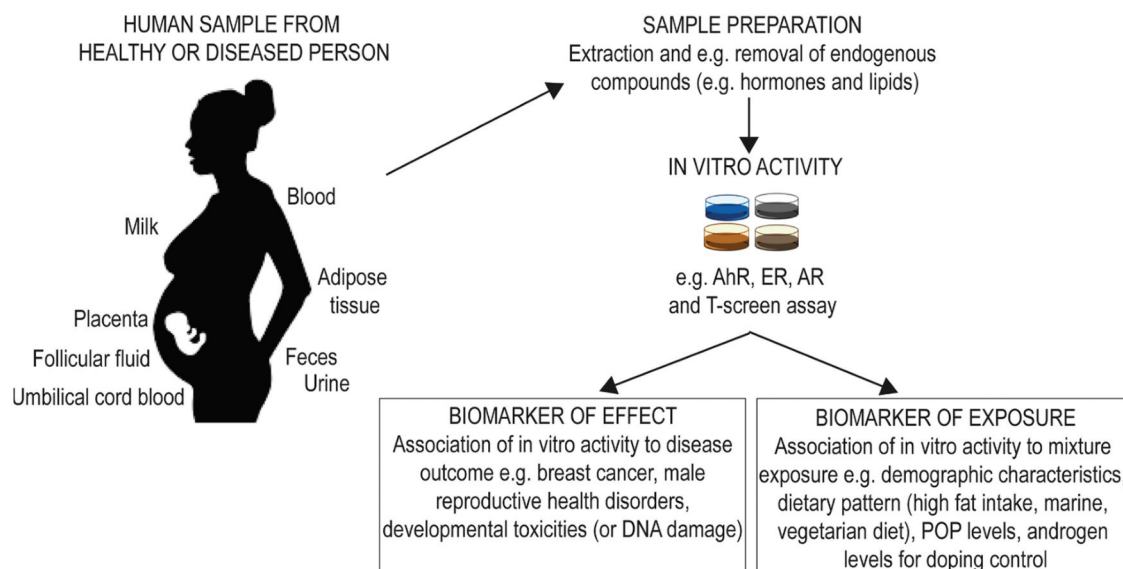 HUMAN SAMPLE FROM
HEALTHY OR DISEASED PERSON
Blood
Milk
Adipose
tissue
Placenta
Follicular fluid
Umbilical cord blood
Feces
Urine
SAMPLE PREPARATION
Extraction and e.g. removal of endogenous
compounds (e.g. hormones and lipids)
IN VITRO ACTIVITY
e.g. AhR, ER, AR
and T-screen assay
BIOMARKER OF EFFECT
Association of in vitro activity to disease
outcome e.g. breast cancer, male
reproductive health disorders,
developmental toxicities (or DNA damage)
BIOMARKER OF EXPOSURE
Association of in vitro activity to mixture
exposure e.g. demographic characteristics,
dietary pattern (high fat intake, marine,
vegetarian diet), POP levels, androgen
levels for doping control